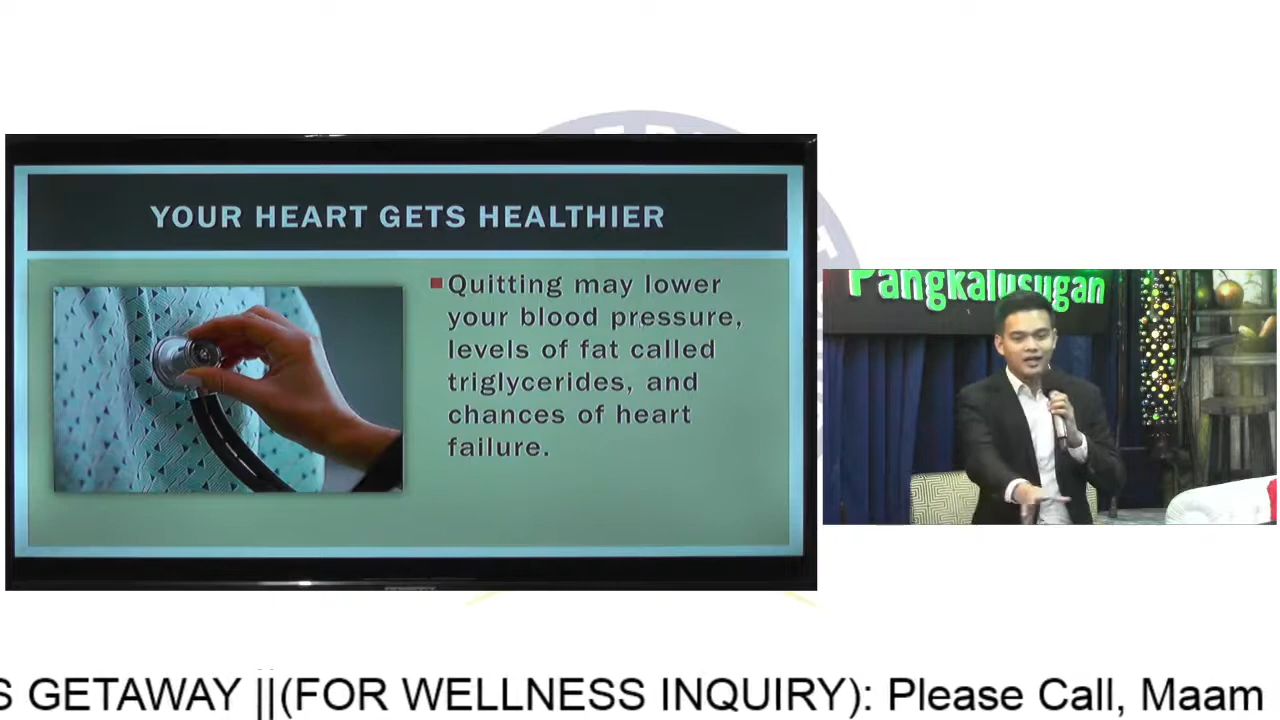 YOUR HEART GETS HEALTHIER
Quitting may lower
your blood pressure,
levels of fat called
triglycerides, and
chances of heart
failure.
Pangkalusugan
S GETAWAY ||(FOR WELLNESS INQUIRY): Please Call, Maam